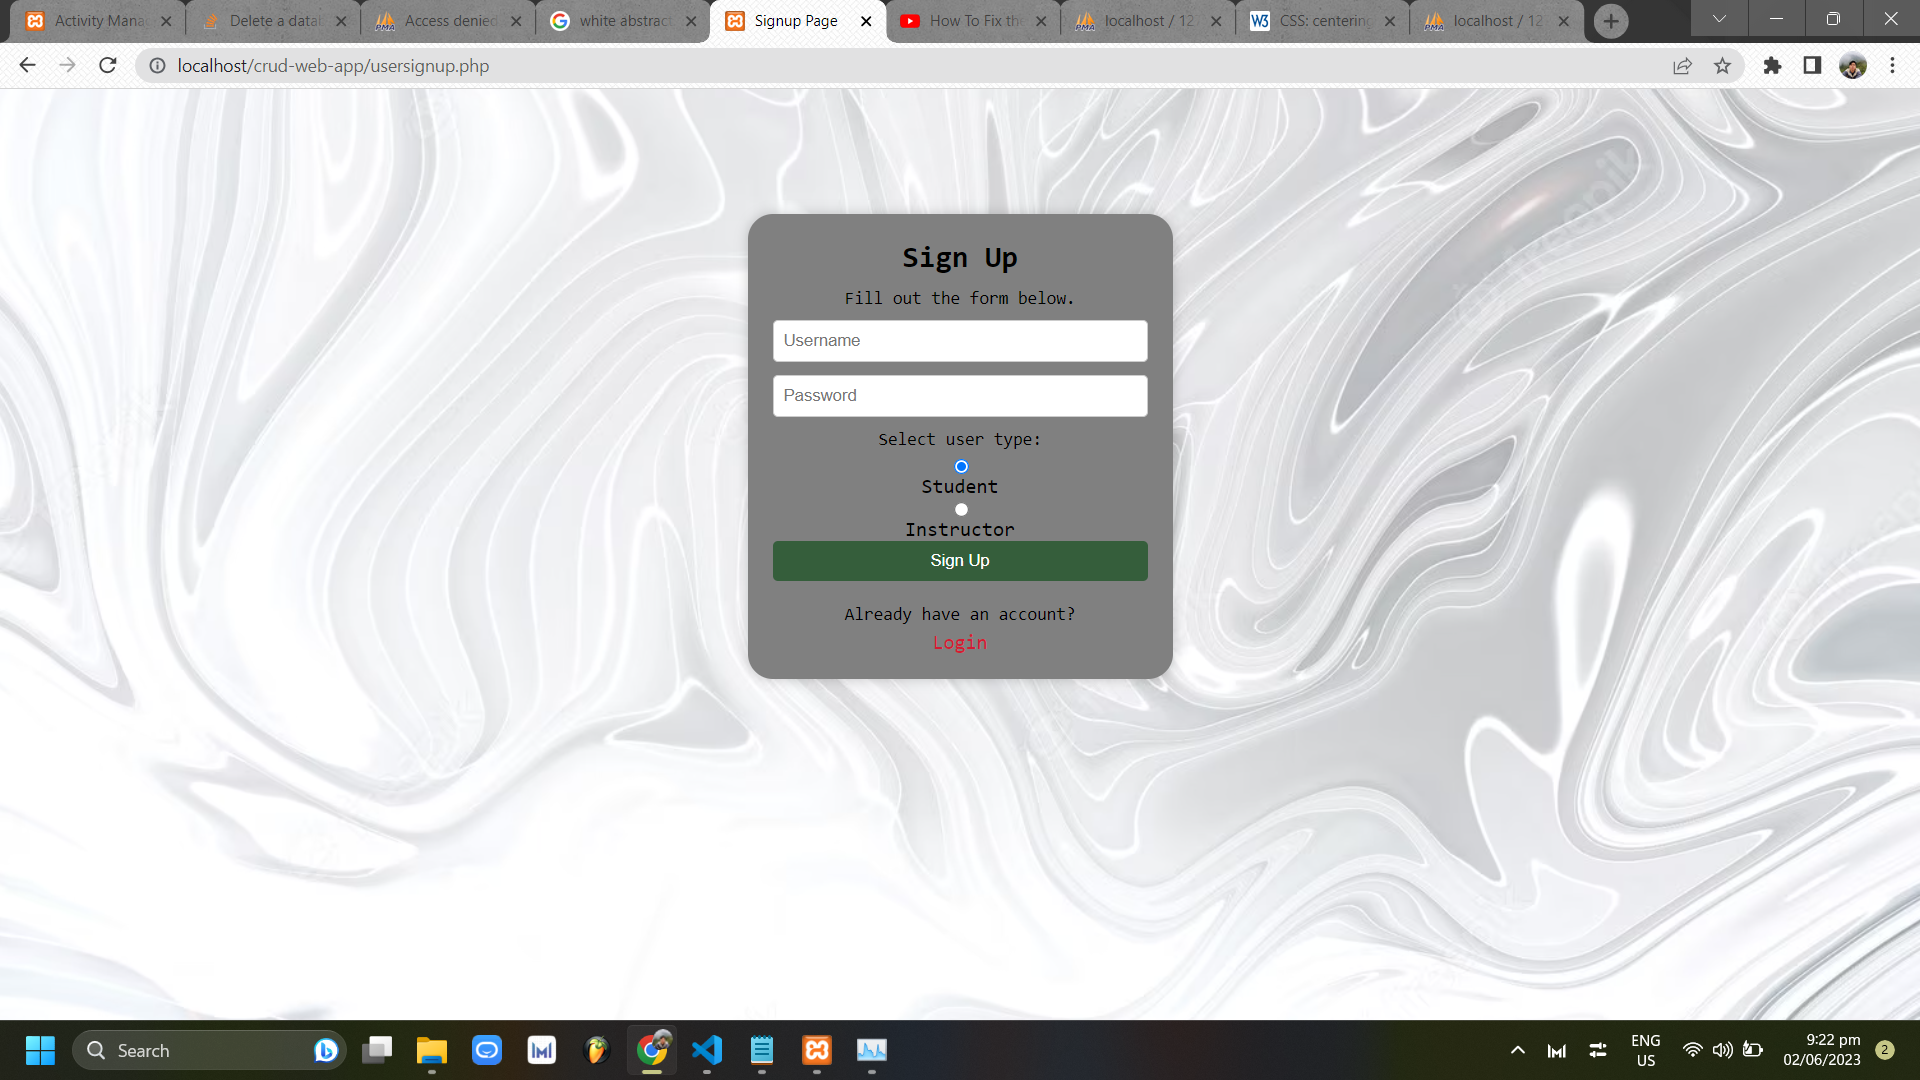 Activity Mana
Delete a datab
Access denied
white abstract
Signup Page
How To Fix the
localhost / 12
CSS: centering
localhost / 12
localhost/crud-web-app/usersignup.php
Sign Up
Fill out the form below.
Username
Password
Select user type:
Student
Instructor
Sign Up
Already have an account?
Login
Search
ENG
US
9:22 pm
02/06/2023
2